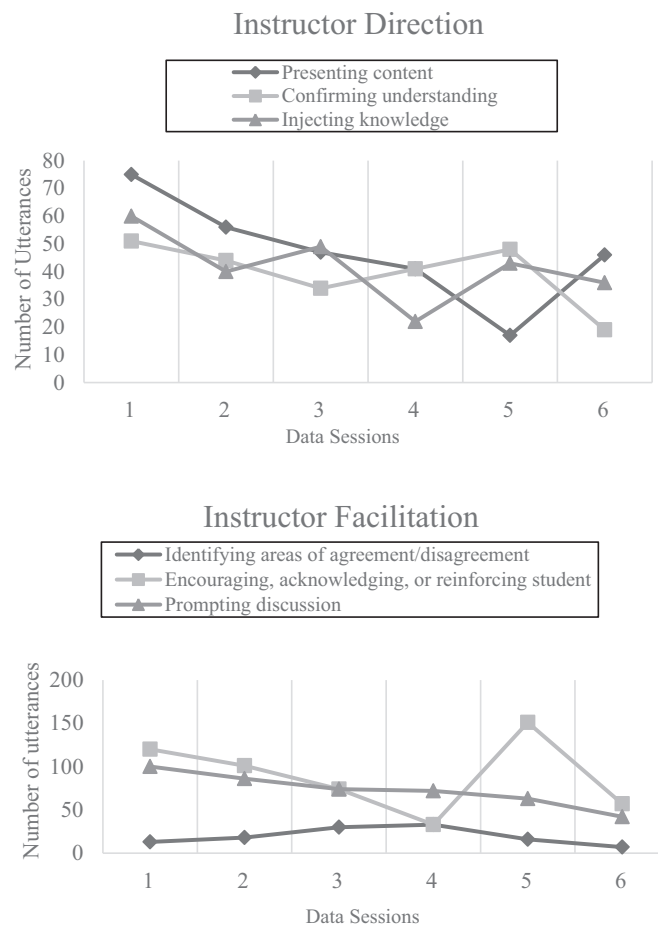 Instructor Direction
Presenting content
Confirming understanding
Injecting knowledge
Number of Utterances
80
70
60
50
40
30
20
10
0
1 2 3 4 5 6
Data Sessions
Instructor Facilitation
Identifying areas of agreement/disagreement
Encouraging, acknowledging, or reinforcing student
Prompting discussion
Number of utterances
200
150
100
50
0
1 2 3 4 5 6
Data Sessions